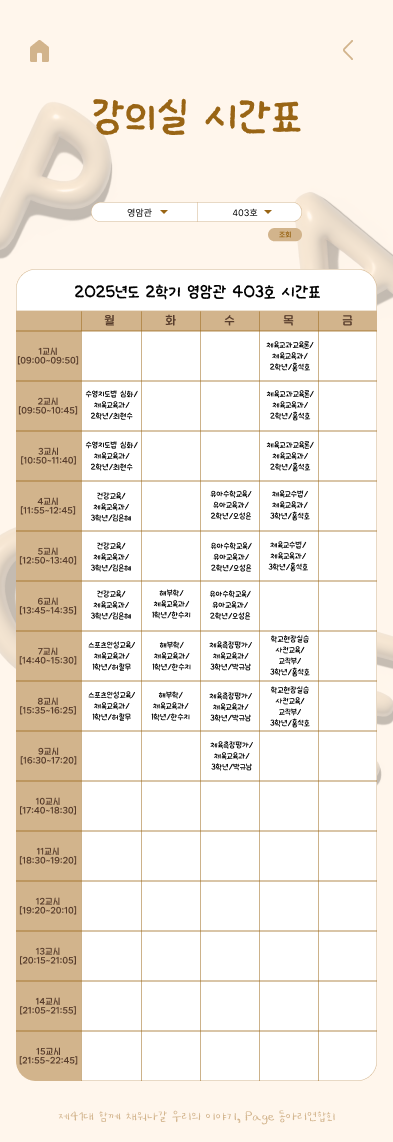 강의실 시간표
영암관 403호
조회
2025년도 2학기 영암관 403호 시간표
월 화 수 목 금
1교시
[09:00~09:50]
체육교과교육론/
체육교육과/
2학년/홍석호
2교시
[09:50~10:45]
수영지도법 심화/
체육교육과/
2학년/최현수
체육교과교육론/
체육교육과/
2학년/홍석호
3교시
[10:50~11:40]
수영지도법 심화/
체육교육과/
2학년/최현수
체육교과교육론/
체육교육과/
2학년/홍석호
4교시
[11:55~12:45]
건강교육/
체육교육과/
3학년/김은혜
유아수학교육/
유아교육과/
2학년/오성은
체육교수법/
체육교육과/
3학년/홍석호
5교시
[12:50~13:40]
건강교육/
체육교육과/
3학년/김은혜
유아수학교육/
유아교육과/
2학년/오성은
체육교수법/
체육교육과/
3학년/홍석호
6교시
[13:45~14:35]
건강교육/
체육교육과/
3학년/김은혜
해부학/
체육교육과/
1학년/한수지
유아수학교육/
유아교육과/
2학년/오성은
7교시
[14:40~15:30]
스포츠인성교육/
체육교육과/
1학년/허철무
해부학/
체육교육과/
1학년/한수지
체육측정평가/
체육교육과/
3학년/박규남
학교현장실습
사전교육/
교직부/
3학년/홍석호
8교시
[15:35~16:25]
스포츠인성교육/
체육교육과/
1학년/허철무
해부학/
체육교육과/
1학년/한수지
체육측정평가/
체육교육과/
3학년/박규남
학교현장실습
사전교육/
교직부/
3학년/홍석호
9교시
[16:30~17:20]
체육측정평가/
체육교육과/
3학년/박규남
10교시
[17:40~18:30]
11교시
[18:30~19:20]
12교시
[19:20~20:10]
13교시
[20:15~21:05]
14교시
[21:05~21:55]
15교시
[21:55~22:45]
제41대 함께 채워나갈 우리의 이야기, Page 동아리연합회